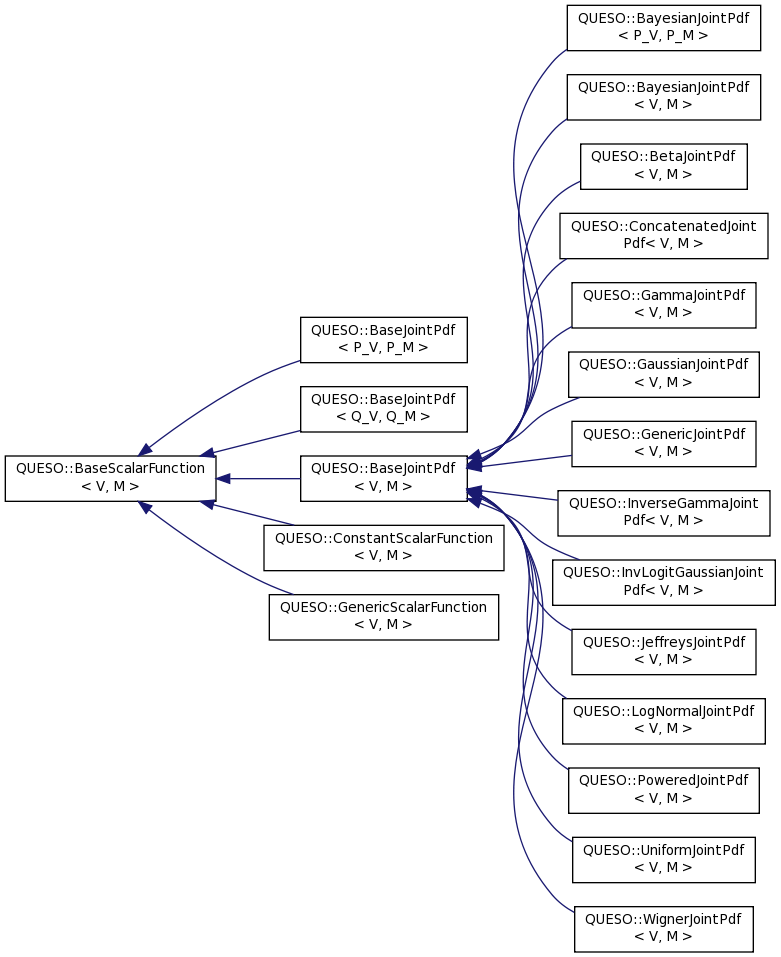 QUESO::BaseScalarFunction
< V, M >
QUESO::BaseJointPdf
< P_V, P_M >
QUESO::BaseJointPdf
< Q_V, Q_M >
QUESO::BaseJointPdf
< V, M >
QUESO::ConstantScalarFunction
< V, M >
QUESO::GenericScalarFunction
< V, M >
QUESO::BayesianJointPdf
< P_V, P_M >
QUESO::BayesianJointPdf
< V, M >
QUESO::BetaJointPdf
< V, M >
QUESO::ConcatenatedJoint
Pdf< V, M >
QUESO::GammaJointPdf
< V, M >
QUESO::GaussianJointPdf
< V, M >
QUESO::GenericJointPdf
< V, M >
QUESO::InverseGammaJoint
Pdf< V, M >
QUESO::InvLogitGaussianJoint
Pdf< V, M >
QUESO::JeffreysJointPdf
< V, M >
QUESO::LogNormalJointPdf
< V, M >
QUESO::PoweredJointPdf
< V, M >
QUESO::UniformJointPdf
< V, M >
QUESO::WignerJointPdf
< V, M >